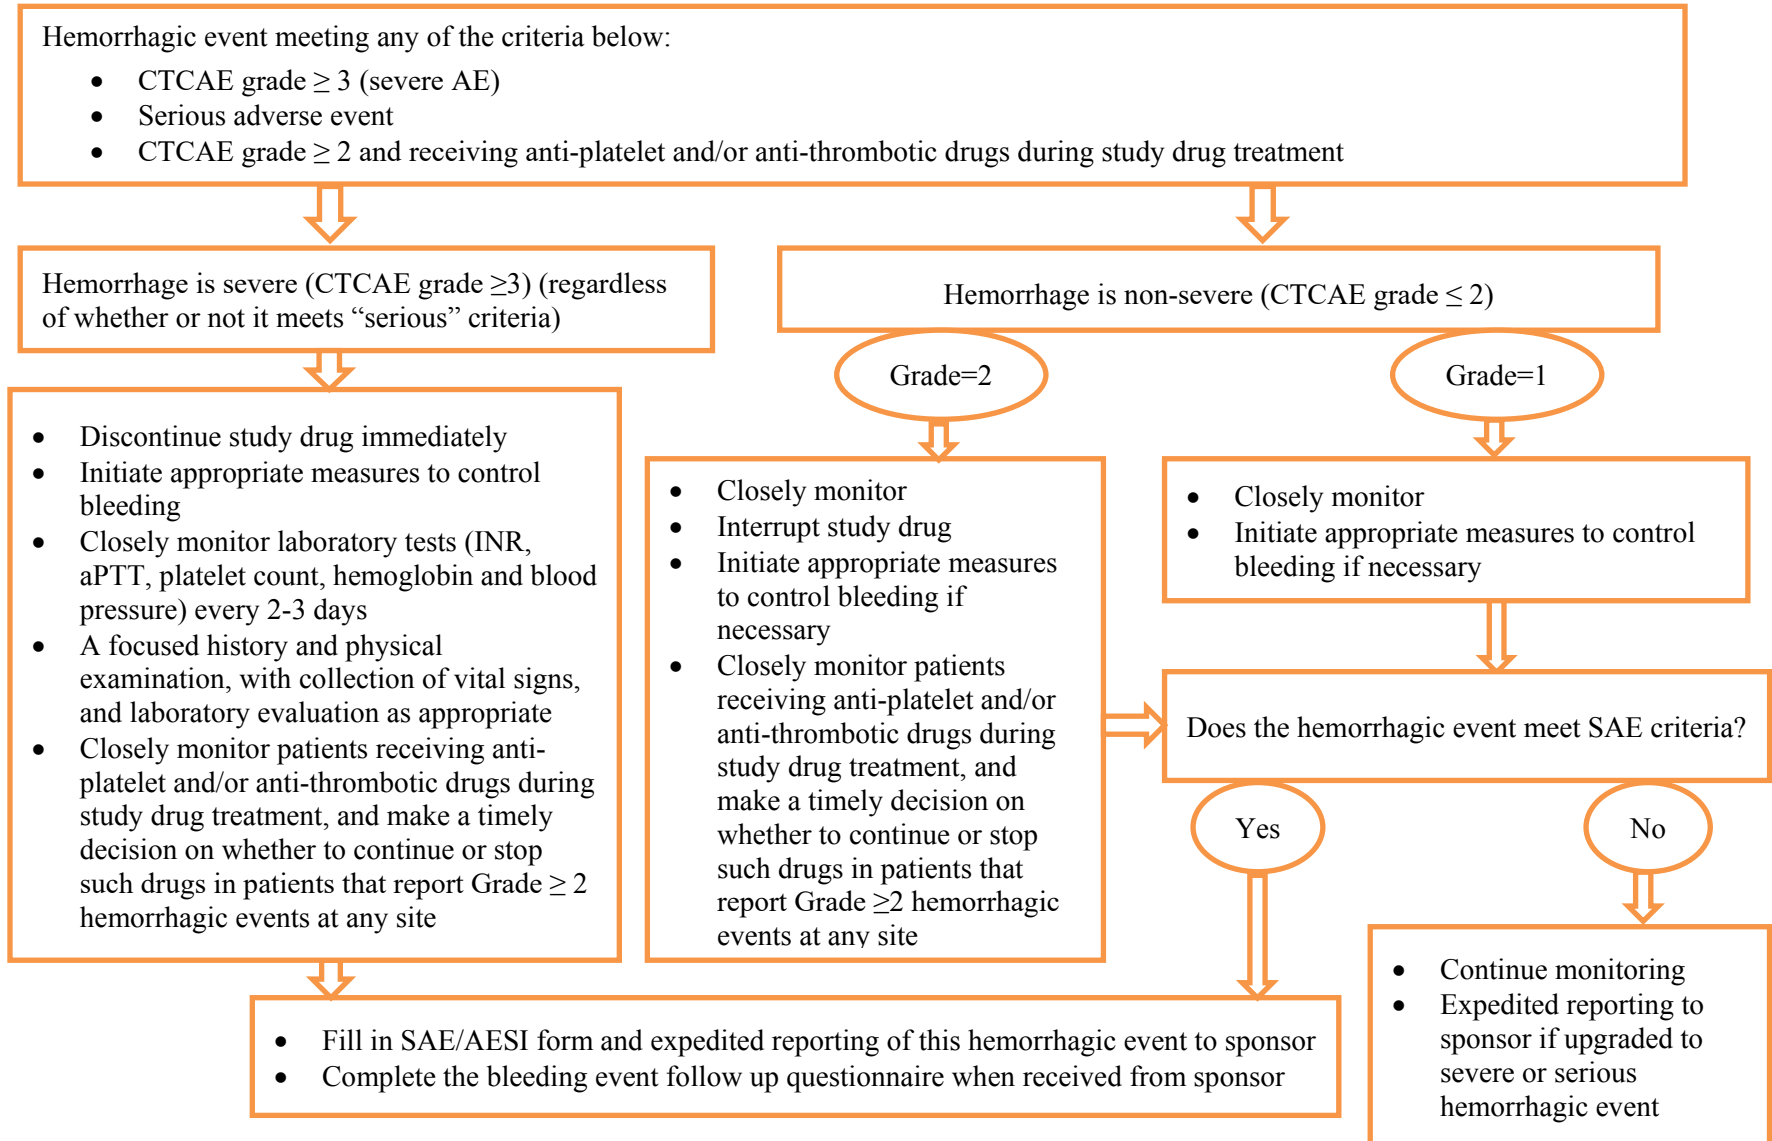 Hemorrhagic event meeting any of the criteria below:
• CTCAE grade ≥ 3 (severe AE)
• Serious adverse event
• CTCAE grade ≥ 2 and receiving anti-platelet and/or anti-thrombotic drugs during study drug treatment
Hemorrhage is severe (CTCAE grade ≥3) (regardless
of whether or not it meets “serious” criteria)
Hemorrhage is non-severe (CTCAE grade ≤ 2)
Grade=2
Grade=1
• Discontinue study drug immediately
• Initiate appropriate measures to control
bleeding
• Closely monitor laboratory tests (INR,
aPTT, platelet count, hemoglobin and blood
pressure) every 2-3 days
• A focused history and physical
examination, with collection of vital signs,
and laboratory evaluation as appropriate
• Closely monitor patients receiving anti-
platelet and/or anti-thrombotic drugs during
study drug treatment, and make a timely
decision on whether to continue or stop
such drugs in patients that report Grade ≥ 2
hemorrhagic events at any site
• Closely monitor
• Interrupt study drug
• Initiate appropriate measures
to control bleeding if
necessary
• Closely monitor patients
receiving anti-platelet and/or
anti-thrombotic drugs during
study drug treatment, and
make a timely decision on
whether to continue or stop
such drugs in patients that
report Grade ≥2 hemorrhagic
events at any site
• Closely monitor
• Initiate appropriate measures to control
bleeding if necessary
Does the hemorrhagic event meet SAE criteria?
Yes
No
• Fill in SAE/AESI form and expedited reporting of this hemorrhagic event to sponsor
• Complete the bleeding event follow up questionnaire when received from sponsor
• Continue monitoring
• Expedited reporting to
sponsor if upgraded to
severe or serious
hemorrhagic event